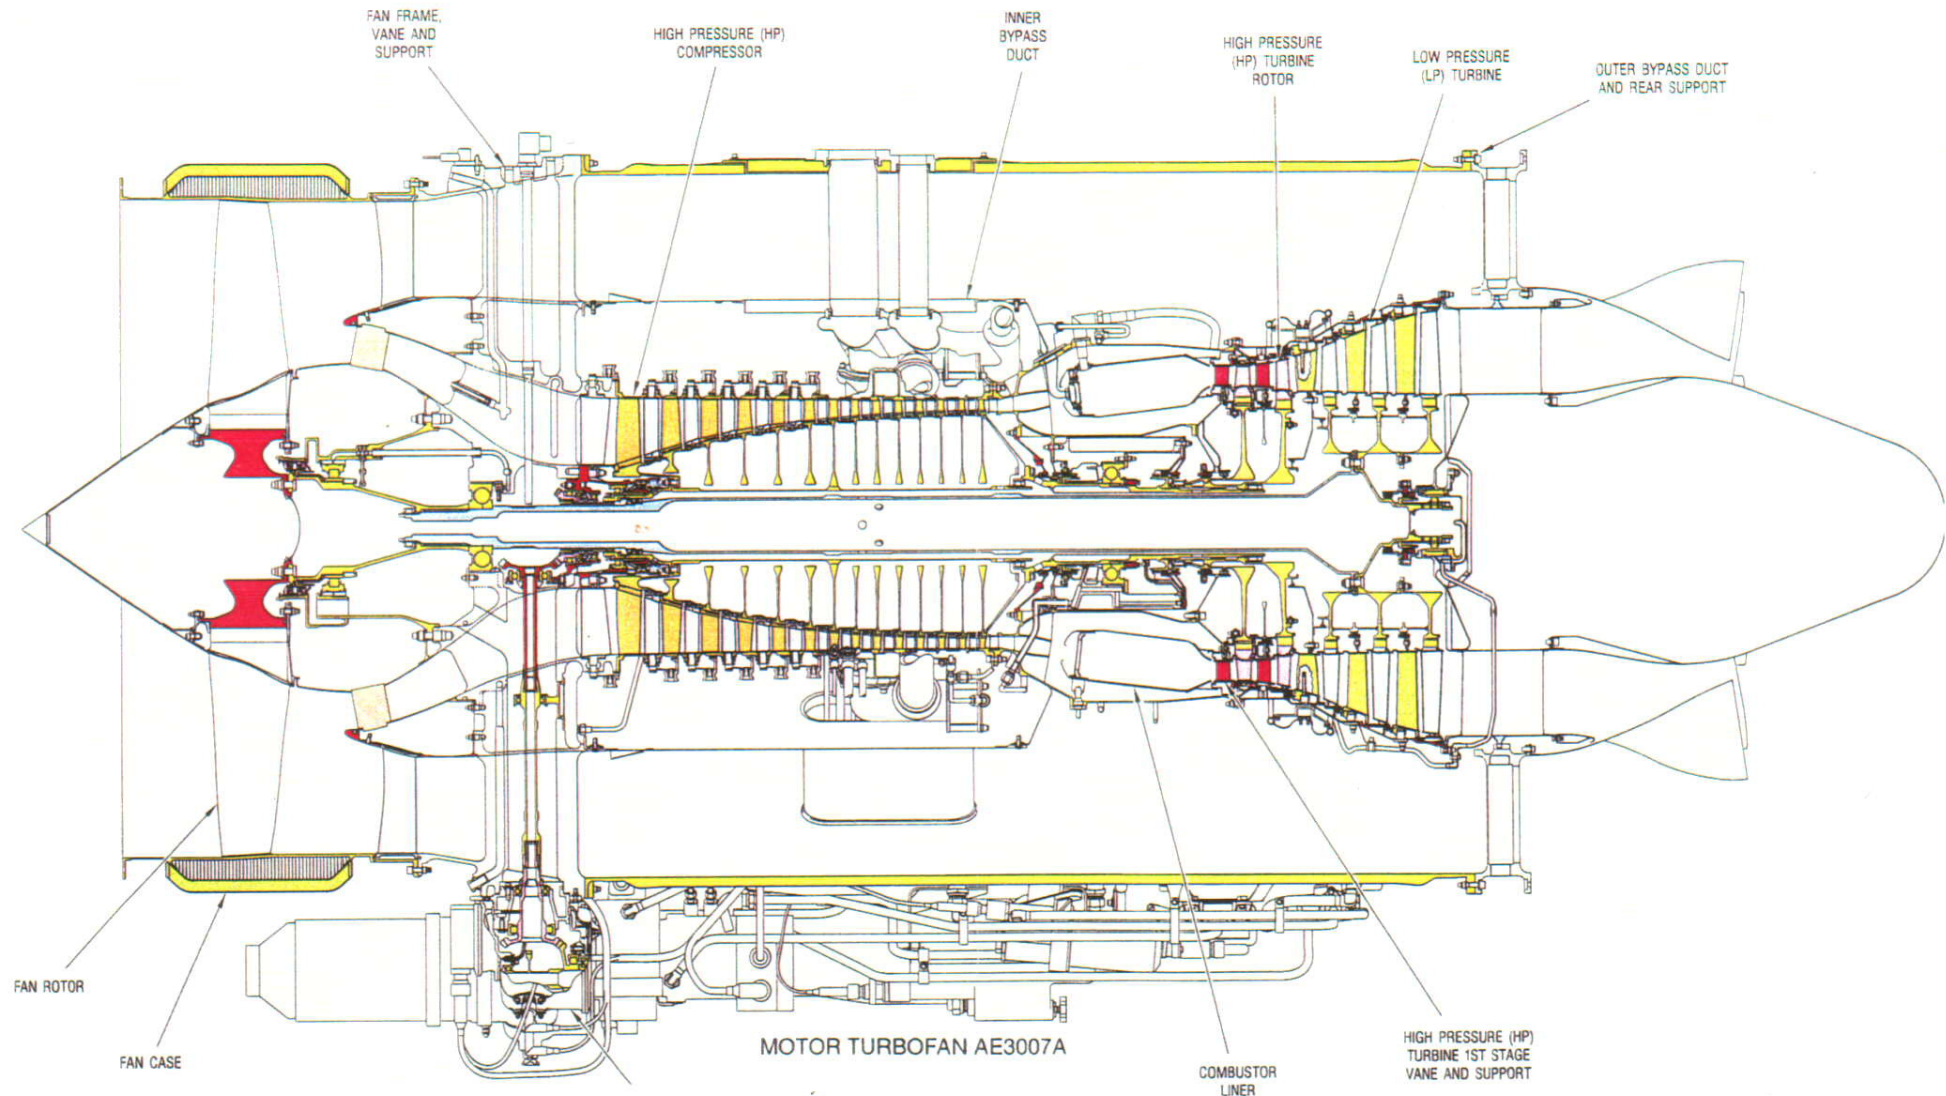 FAN FRAME,
VANE AND
SUPPORT
HIGH PRESSURE (HP)
COMPRESSOR
INNER
BYPASS
DUCT
HIGH PRESSURE
(HP) TURBINE
ROTOR
LOW PRESSURE
(LP) TURBINE
OUTER BYPASS DUCT
AND REAR SUPPORT
FAN ROTOR
FAN CASE
MOTOR TURBOFAN AE3007A
COMBUSTOR
LINER
HIGH PRESSURE (HP)
TURBINE 1ST STAGE
VANE AND SUPPORT